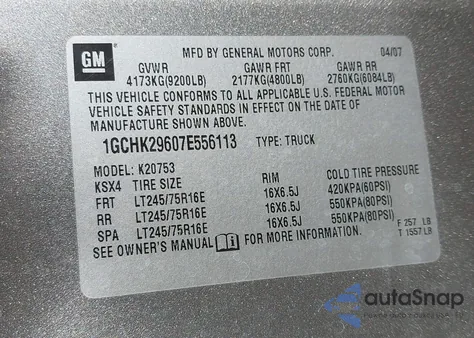 GM
MFD BY GENERAL MOTORS CORP. 04/07
GVWR GAWR FRT GAWR RR
4173KG(9200LB) 2177KG(4800LB) 2760KG(6084LB)
THIS VEHICLE CONFORMS TO ALL APPLICABLE U.S. FEDERAL MOTOR
VEHICLE SAFETY STANDARDS IN EFFECT ON THE DATE OF
MANUFACTURE SHOWN ABOVE.
1GCHK29607E556113 TYPE: TRUCK
MODEL: K20753
KSX4 TIRE SIZE RIM COLD TIRE PRESSURE
FRT LT245/75R16E 16X6.5J 420KPA(60PSI)
RR LT245/75R16E 16X6.5J 550KPA(80PSI)
SPA LT245/75R16E 16X6.5J 550KPA(80PSI)
SEE OWNER'S MANUAL FOR MORE INFORMATION.
F 257 LB
T 1557LB
autoSnap